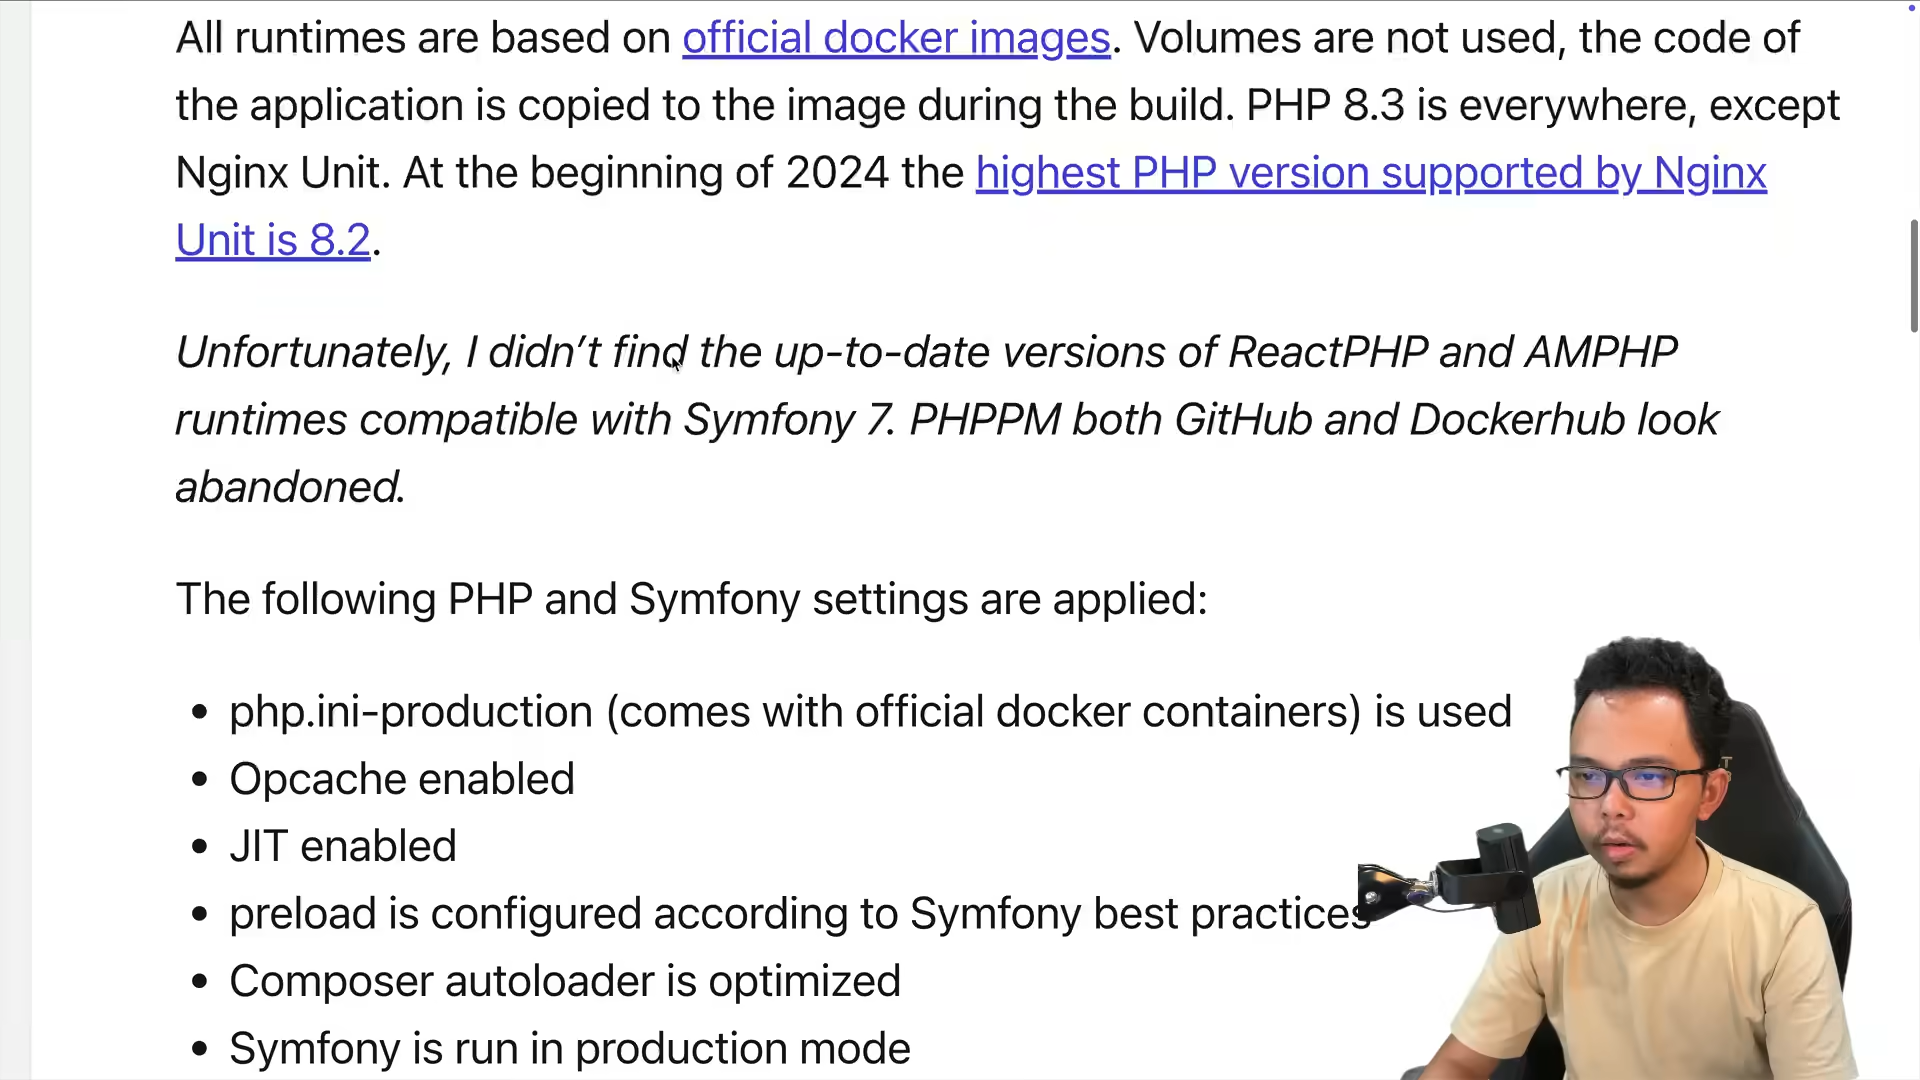 All runtimes are based on official docker images. Volumes are not used, the code of
the application is copied to the image during the build. PHP 8.3 is everywhere, except
Nginx Unit. At the beginning of 2024 the highest PHP version supported by Nginx
Unit is 8.2.
Unfortunately, I didn’t find the up-to-date versions of ReactPHP and AMPHP
runtimes compatible with Symfony 7. PHPPM both GitHub and Dockerhub look
abandoned.
The following PHP and Symfony settings are applied:
• php.ini-production (comes with official docker containers) is used
• Opcache enabled
• JIT enabled
• preload is configured according to Symfony best practices
• Composer autoloader is optimized
• Symfony is run in production mode